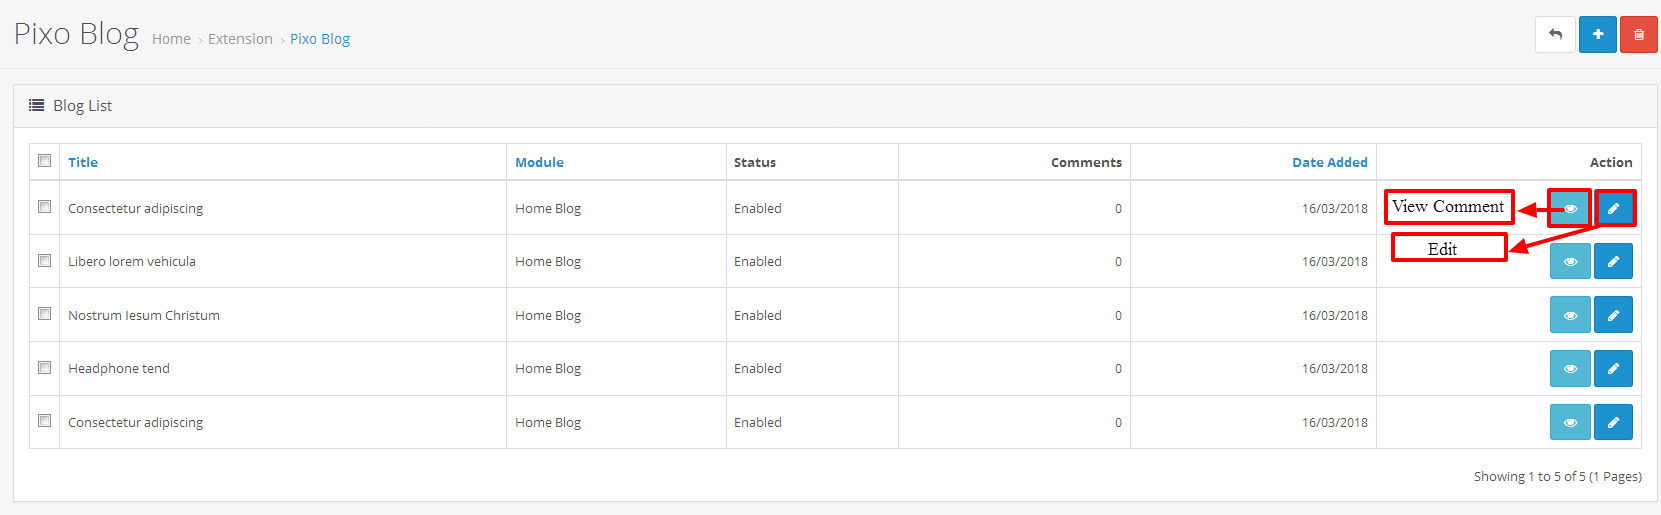 Pixo Blog Home › Extension › Pixo Blog
Blog List
Title Module Status Comments Date Added Action
Consectetur adipiscing Home Blog Enabled 0 16/03/2018 View Comment
Edit
Libero lorem vehicula Home Blog Enabled 0 16/03/2018
Nostrum Iesum Christum Home Blog Enabled 0 16/03/2018
Headphone tend Home Blog Enabled 0 16/03/2018
Consectetur adipiscing Home Blog Enabled 0 16/03/2018
Showing 1 to 5 of 5 (1 Pages)